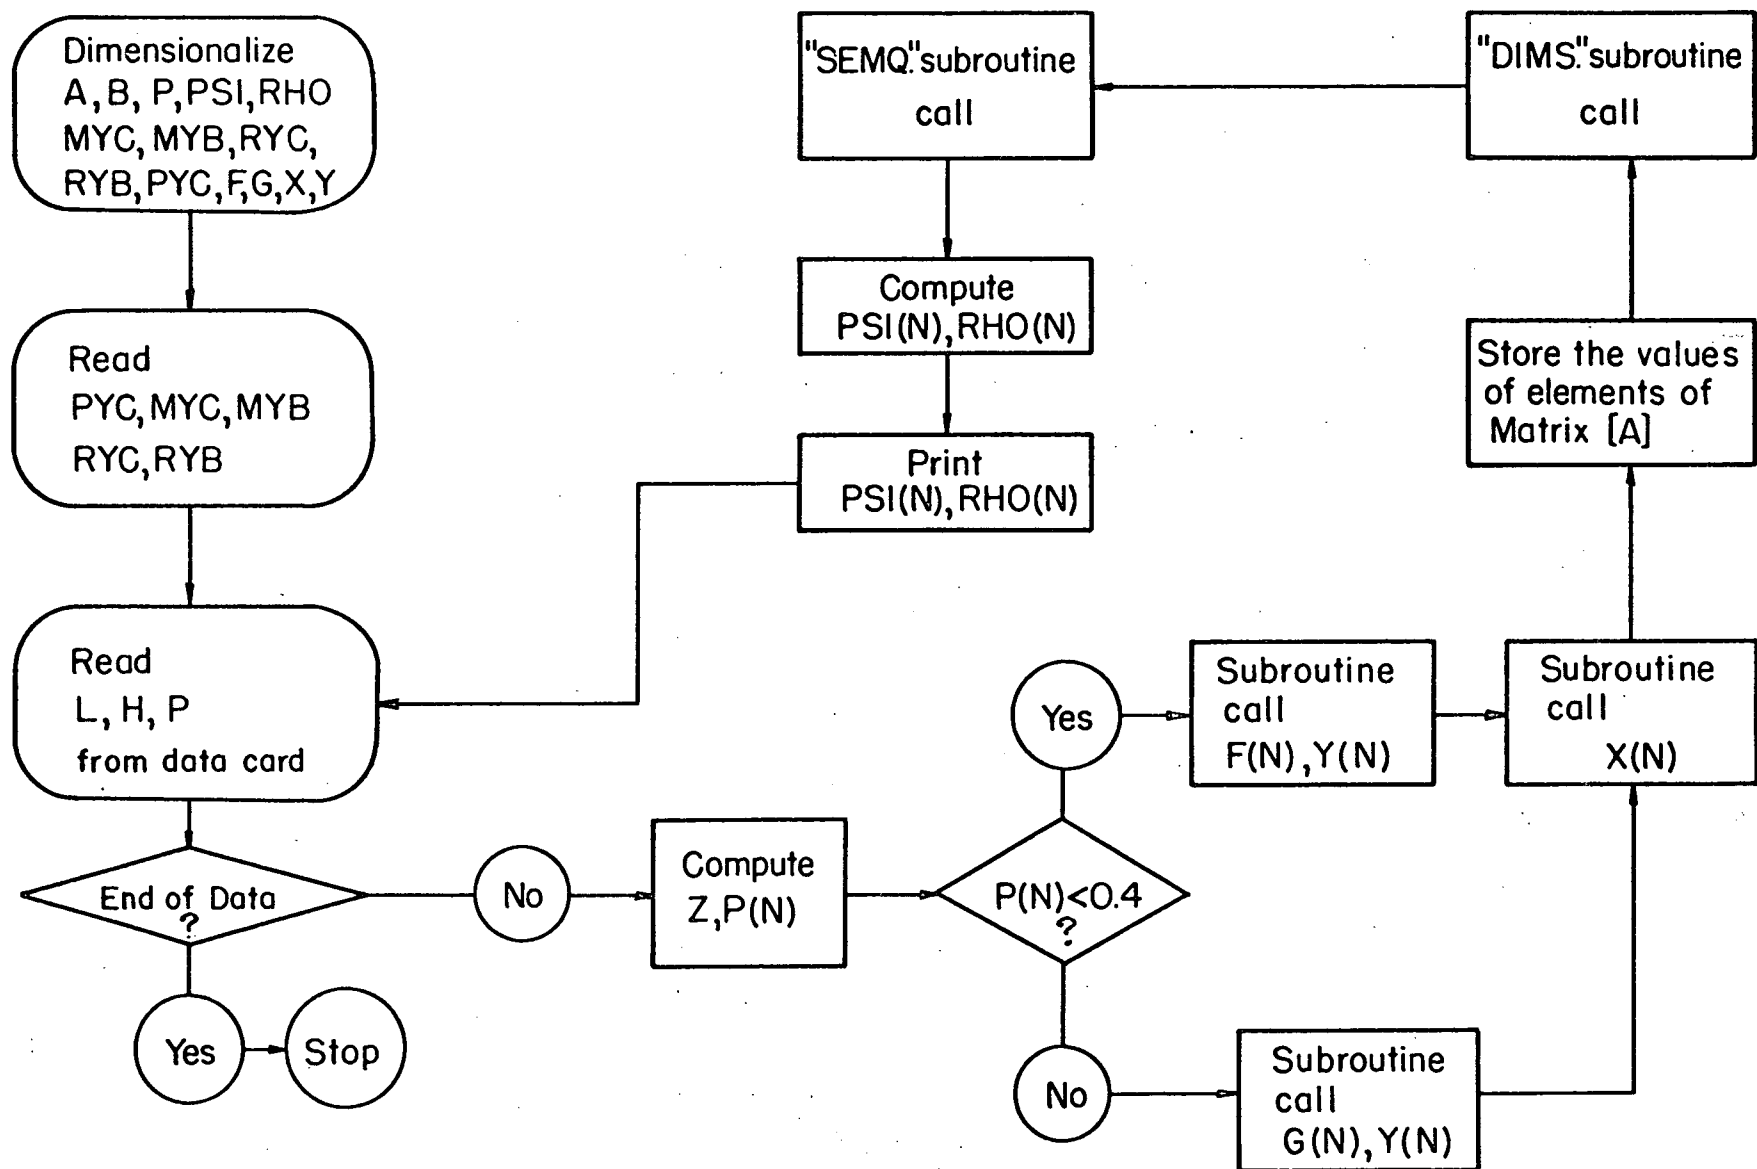 Dimensionalize
A, B, P, PSI, RHO
MYC, MYB, RYC,
RYB, PYC, F, G, X, Y
Read
PYC, MYC, MYB
RYC, RYB
Read
L, H, P
from data card
End of Data
?
Yes
Stop
No
Compute
Z, P(N)
P(N)<0.4
?
Yes
Subroutine
call
F(N), Y(N)
No
Subroutine
call
G(N), Y(N)
Subroutine
call
X(N)
Store the values
of elements of
Matrix [A]
"DIMS." subroutine
call
"SEMQ." subroutine
call
Compute
PSI(N), RHO(N)
Print
PSI(N), RHO(N)